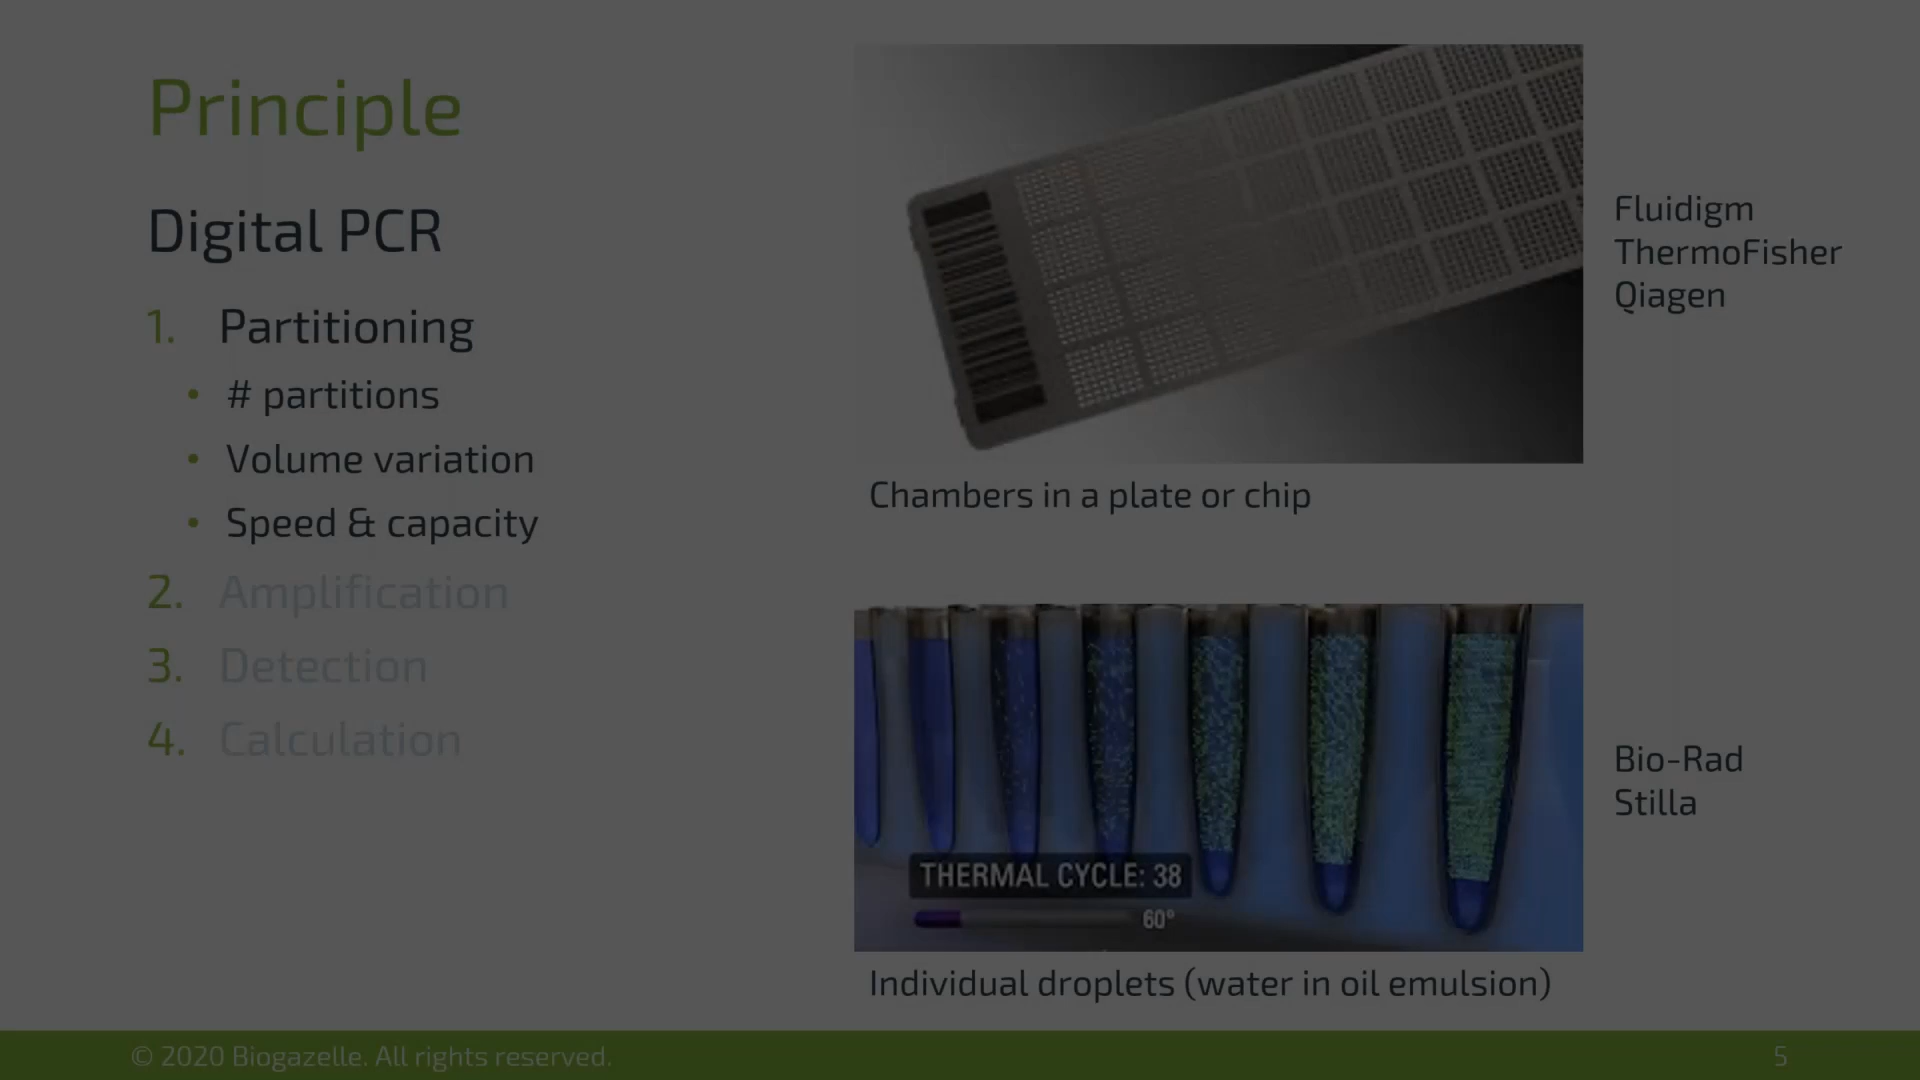 Principle
Digital PCR
1. Partitioning
• # partitions
• Volume variation
• Speed & capacity
2. Amplification
3. Detection
4. Calculation
Fluidigm
ThermoFisher
Qiagen
Chambers in a plate or chip
THERMAL CYCLE: 38
60°
Bio-Rad
Stilla
Individual droplets (water in oil emulsion)
© 2020 Biogazelle. All rights reserved.
5